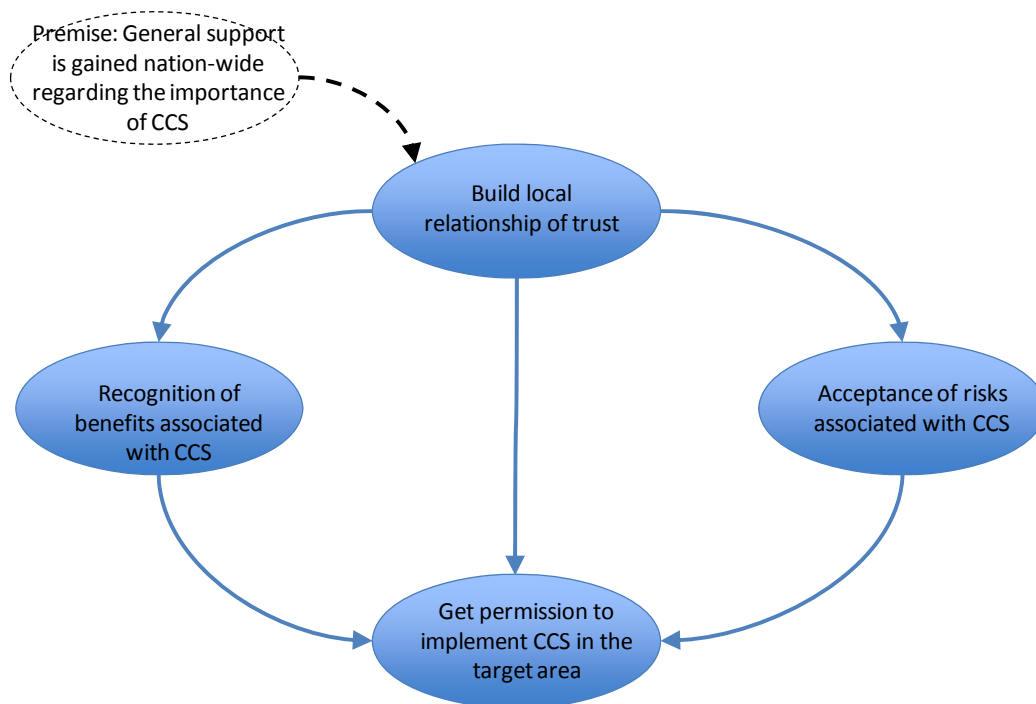 Premise: General support
is gained nation-wide
regarding the importance
of CCS
Build local
relationship of trust
Recognition of
benefits associated
with CCS
Acceptance of risks
associated with CCS
Get permission to
implement CCS in the
target area